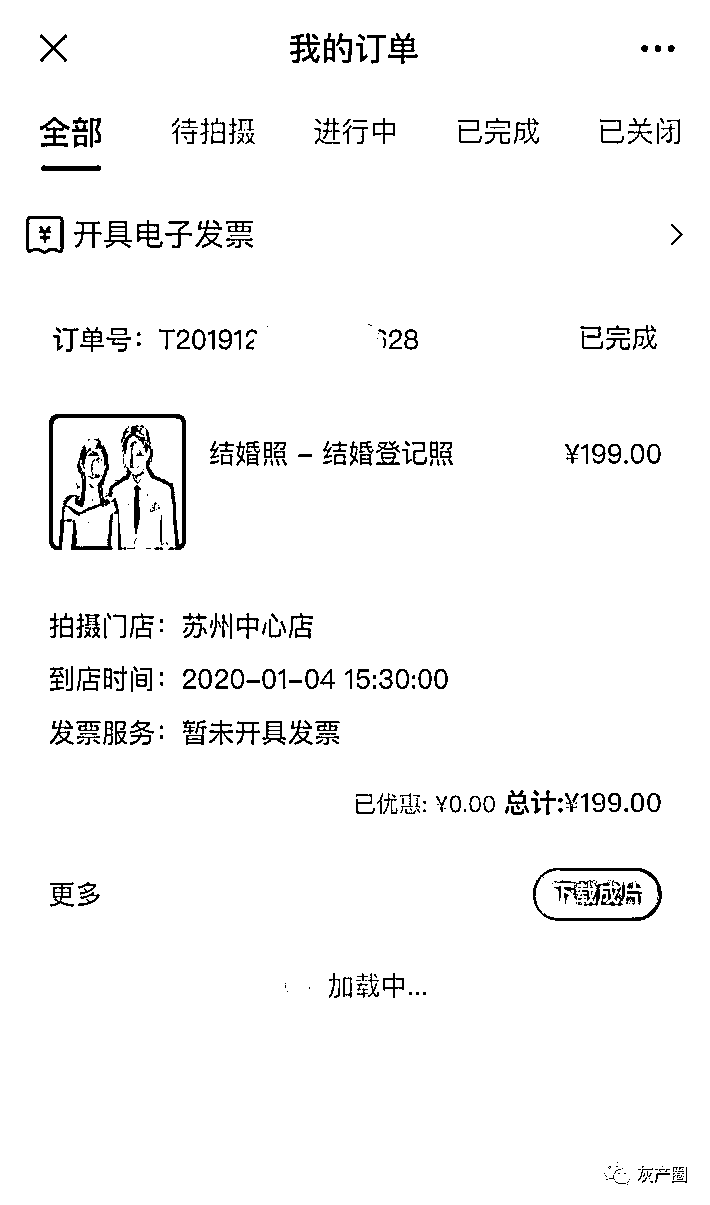 我的订单
全部 待拍摄 进行中 已完成 已关闭
¥ 开具电子发票
订单号：T201912 628 已完成
结婚照 – 结婚登记照 ¥199.00
拍摄门店：苏州中心店
到店时间：2020–01–04 15:30:00
发票服务：暂未开具发票
已优惠: ¥0.00 总计:¥199.00
更多 下载成片
加载中...
灰产圈